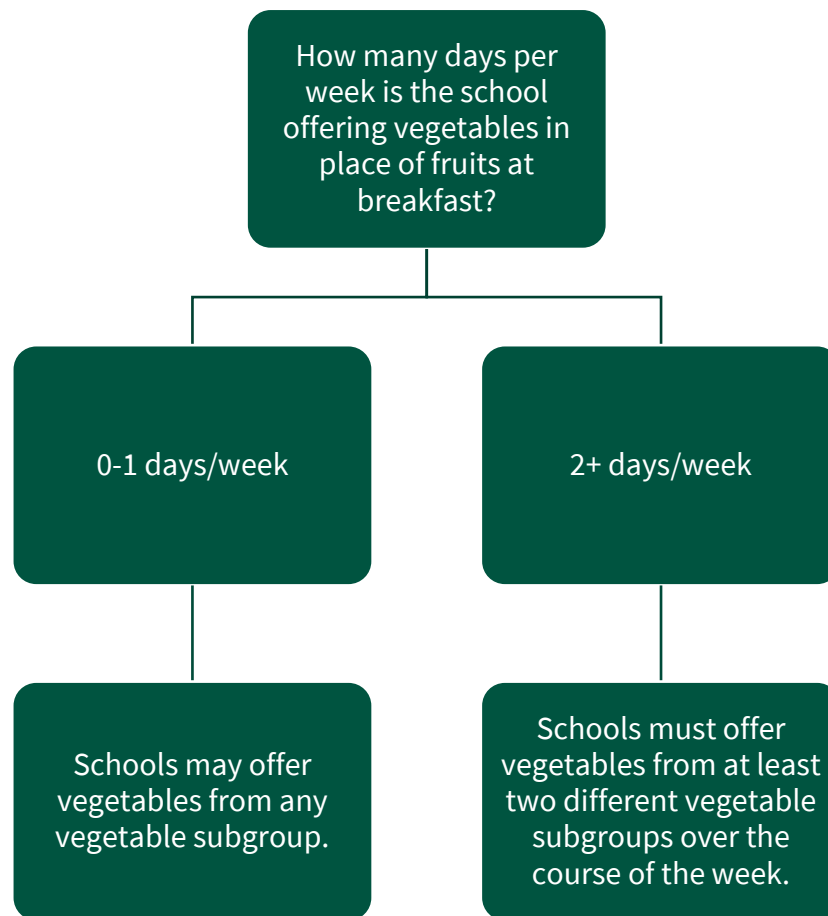 How many days per
week is the school
offering vegetables in
place of fruits at
breakfast?
0-1 days/week
2+ days/week
Schools may offer
vegetables from any
vegetable subgroup.
Schools must offer
vegetables from at least
two different vegetable
subgroups over the
course of the week.